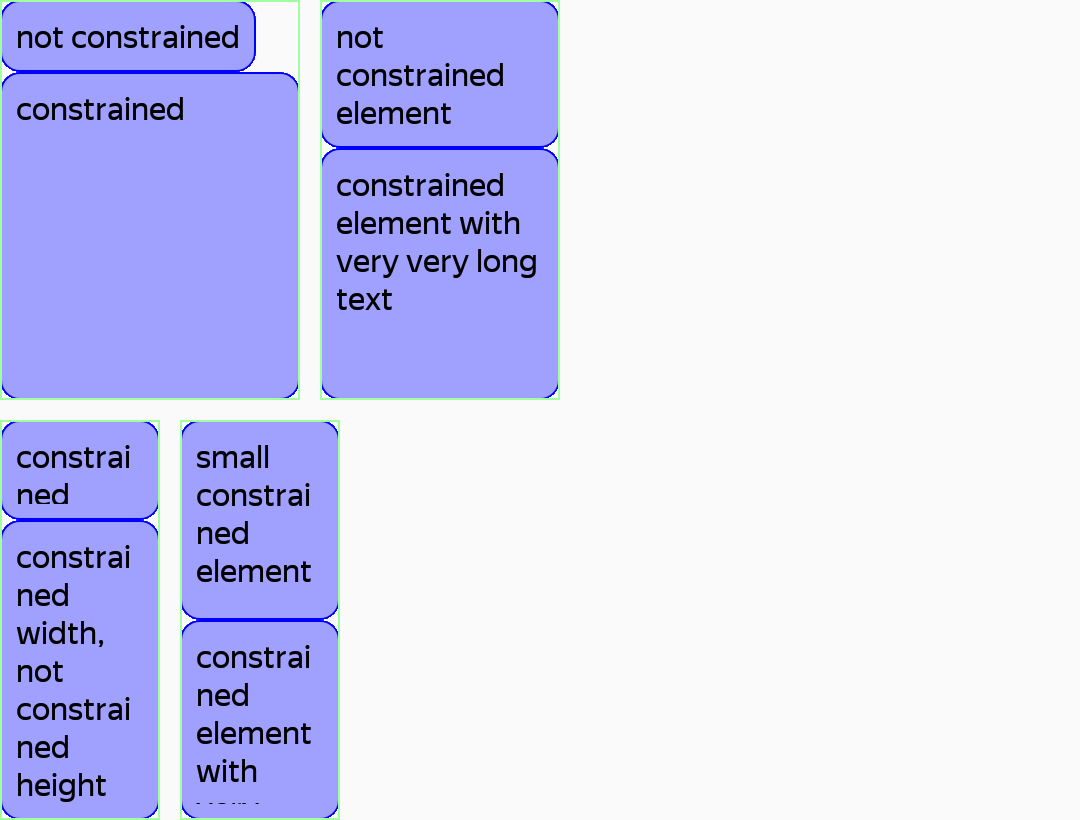 not constrained
constrained
not
constrained
element
constrained
element with
very very long
text
constrai
ned
constrai
ned
width,
not
constrai
ned
height
small
constrai
ned
element
constrai
ned
element
with